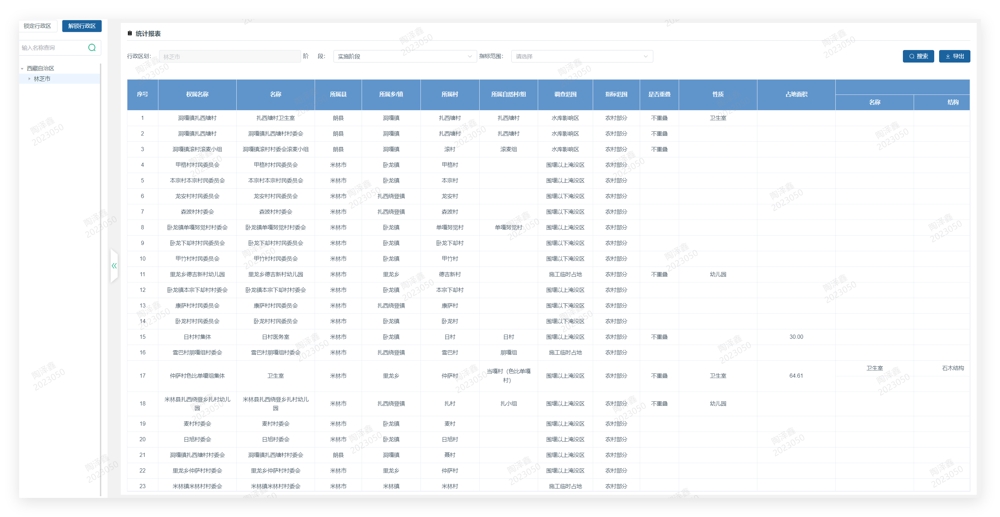 锁定行政区 解锁行政区
输入名称查询
西藏自治区
林芝市
统计报表
行政区划： 林芝市 阶 段： 实施阶段 指标范围： 请选择 搜索 导出
序号 权属名称 名称 所属县 所属乡/镇 所属村 所属自然村/组 调查范围 指标范围 是否重叠 性质 占地面积
名称 结构
1 洞嘎镇扎西塘村 扎西塘村卫生室 朗县 洞嘎镇 扎西塘村 扎西塘村 水库影响区 农村部分 不重叠 卫生室
2 洞嘎镇扎西塘村 洞嘎镇扎西塘村村委会 朗县 洞嘎镇 扎西塘村 扎西塘村 水库影响区 农村部分 不重叠
3 洞嘎镇滚村滚麦小组 洞嘎镇滚村村委会滚麦小组 朗县 洞嘎镇 滚村 滚麦组 水库影响区 农村部分 不重叠
4 甲格村村民委员会 甲格村村民委员会 米林市 卧龙镇 甲格村 围堰以上淹没区 农村部分
5 本宗村本宗村民委员会 本宗村本宗村民委员会 米林市 卧龙镇 本宗村 围堰以上淹没区 农村部分
6 龙安村村民委员会 龙安村村民委员会 米林市 扎西绕登镇 龙安村 围堰以下淹没区 农村部分
7 森波村村委会 森波村村委会 米林市 扎西绕登镇 森波村 围堰以下淹没区 农村部分
8 卧龙镇单嘎努觉村村委会 卧龙镇单嘎努觉村村委会 米林市 卧龙镇 单嘎努觉村 单嘎努觉村 围堰以上淹没区 农村部分
9 卧龙下却村村民委员会 卧龙下却村村民委员会 米林市 卧龙镇 卧龙下却村 围堰以下淹没区 农村部分
10 甲竹村村民委员会 甲竹村村民委员会 米林市 卧龙镇 甲竹村 围堰以下淹没区 农村部分
11 里龙乡德吉新村幼儿园 里龙乡德吉新村幼儿园 米林市 里龙乡 德吉新村 施工临时占地 农村部分 不重叠 幼儿园
12 卧龙镇本宗下却村村委会 卧龙镇本宗下却村村委会 米林市 卧龙镇 本宗下却村 围堰以上淹没区 农村部分
13 康萨村村民委员会 康萨村村民委员会 米林市 扎西绕登镇 康萨村 围堰以下淹没区 农村部分
14 卧龙村村民委员会 卧龙村村民委员会 米林市 卧龙镇 卧龙村 围堰以下淹没区 农村部分
15 日村村集体 日村医务室 米林市 卧龙镇 日村 日村 围堰以上淹没区 农村部分 不重叠 30.00
16 雪巴村朋嘎组村委会 雪巴村朋嘎组村委会 米林市 扎西绕登镇 雪巴村 朋嘎组 施工临时占地 农村部分
17 仲萨村色比单嘎组集体 卫生室 米林市 里龙乡 仲萨村 当嘎村（色比单嘎村） 围堰以上淹没区 农村部分 不重叠 卫生室 64.61 卫生室 石木结构
18 米林县扎西绕登乡扎村幼儿园 米林县扎西绕登乡扎村幼儿园 米林市 扎西绕登镇 扎村 扎小组 围堰以上淹没区 农村部分 不重叠 幼儿园
19 麦村村委会 麦村村委会 米林市 卧龙镇 麦村 围堰以上淹没区 农村部分
20 日旭村委会 日旭村委会 米林市 卧龙镇 日旭村 围堰以上淹没区 农村部分
21 洞嘎镇扎西塘村村委会 洞嘎镇扎西塘村村委会 朗县 洞嘎镇 聂村 围堰以上淹没区 农村部分
22 里龙乡仲萨村村委会 里龙乡仲萨村村委会 米林市 里龙乡 仲萨村 围堰以上淹没区 农村部分
23 米林镇米林村村委会 米林镇米林村村委会 米林市 米林镇 米林村 施工临时占地 农村部分
陶泽鑫
2023050